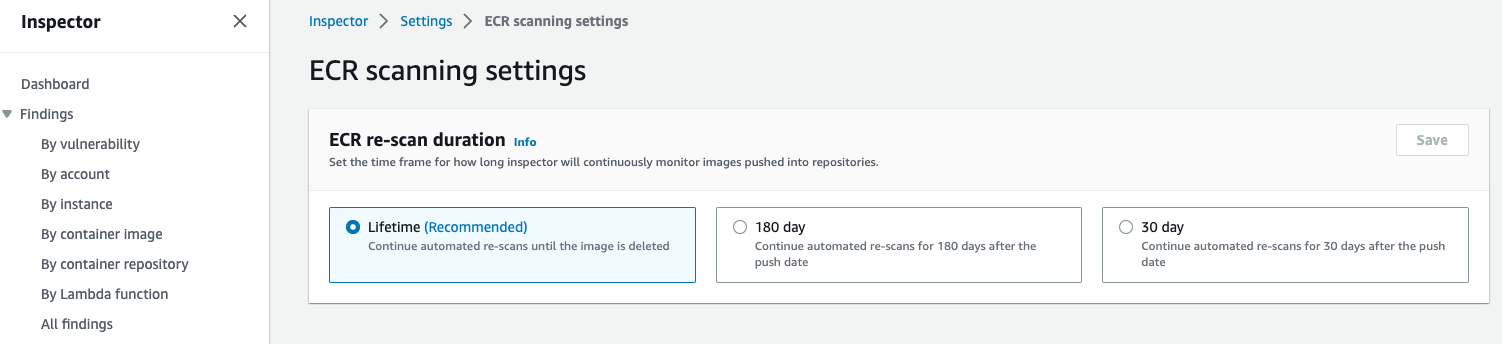 Inspector
Dashboard
Findings
By vulnerability
By account
By instance
By container image
By container repository
By Lambda function
All findings
Inspector > Settings > ECR scanning settings
ECR scanning settings
ECR re-scan duration Info
Set the time frame for how long inspector will continuously monitor images pushed into repositories.
Save
Lifetime (Recommended)
Continue automated re-scans until the image is deleted
180 day
Continue automated re-scans for 180 days after the
push date
30 day
Continue automated re-scans for 30 days after the push
date